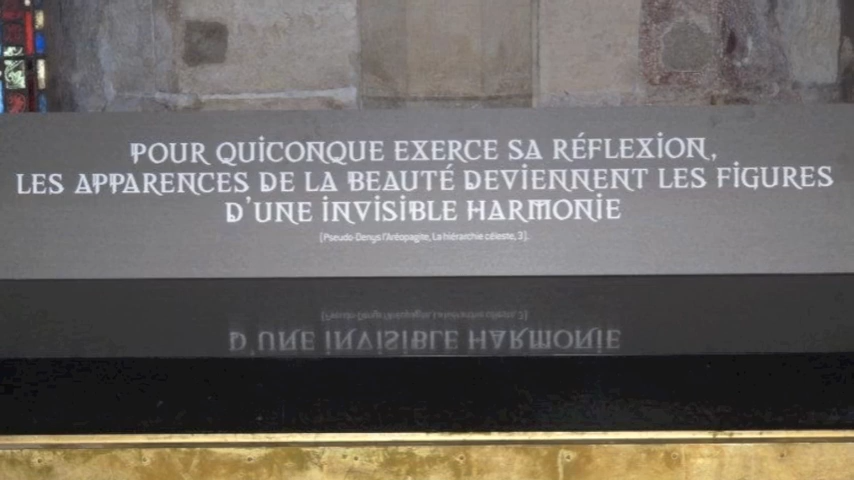 POUR QUICONQUE EXERCE SA RÉFLEXION,
LES APPARENCES DE LA BEAUTÉ DEVIENNENT LES FIGURES
D'UNE INVISIBLE HARMONIE
(Pseudo-Denys l'Aréopagite, La hiérarchie céleste, 3).